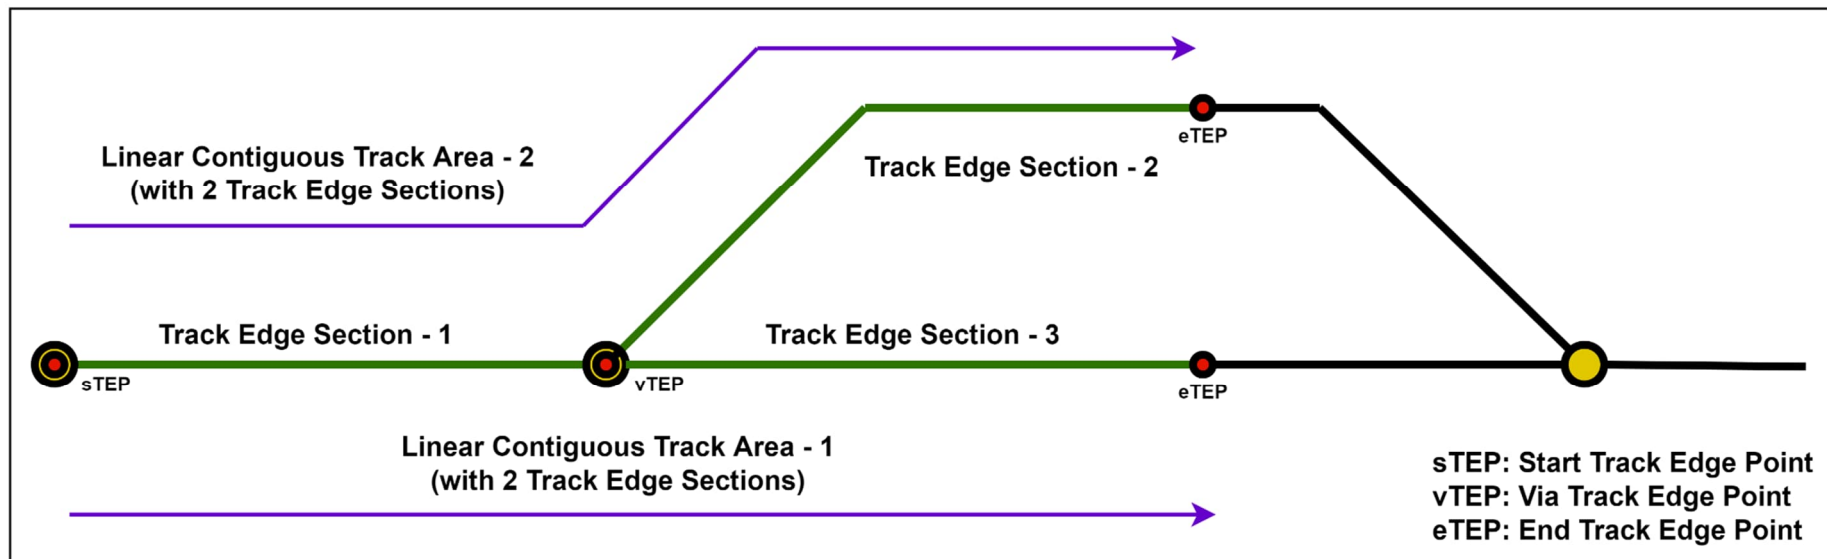 Linear Contiguous Track Area - 2
(with 2 Track Edge Sections)
eTEP
Track Edge Section - 2
Track Edge Section - 1
Track Edge Section - 3
sTEP
vTEP
eTEP
Linear Contiguous Track Area - 1
(with 2 Track Edge Sections)
sTEP: Start Track Edge Point
vTEP: Via Track Edge Point
eTEP: End Track Edge Point